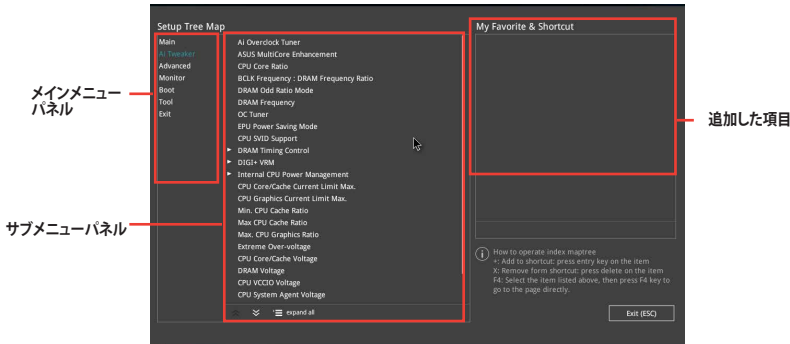 Setup Tree Map
My Favorite & Shortcut
Main
Ai Tweaker
Advanced
Monitor
Boot
Tool
Exit
Ai Overclock Tuner
ASUS MultiCore Enhancement
CPU Core Ratio
BCLK Frequency : DRAM Frequency Ratio
DRAM Odd Ratio Mode
DRAM Frequency
OC Tuner
EPU Power Saving Mode
CPU SVID Support
DRAM Timing Control
DIGI+ VRM
Internal CPU Power Management
CPU Core/Cache Current Limit Max.
CPU Graphics Current Limit Max.
Min. CPU Cache Ratio
Max CPU Cache Ratio
Max. CPU Graphics Ratio
Extreme Over-voltage
CPU Core/Cache Voltage
DRAM Voltage
CPU VCCIO Voltage
CPU System Agent Voltage
expand all
How to operate index maptree
+: Add to shortcut: press entry key on the item
X: Remove form shortcut: press delete on the item
F4: Select the item listed above, then press F4 key to
go to the page directly.
Exit (ESC)
メインメニュー
パネル
サブメニューパネル
追加した項目